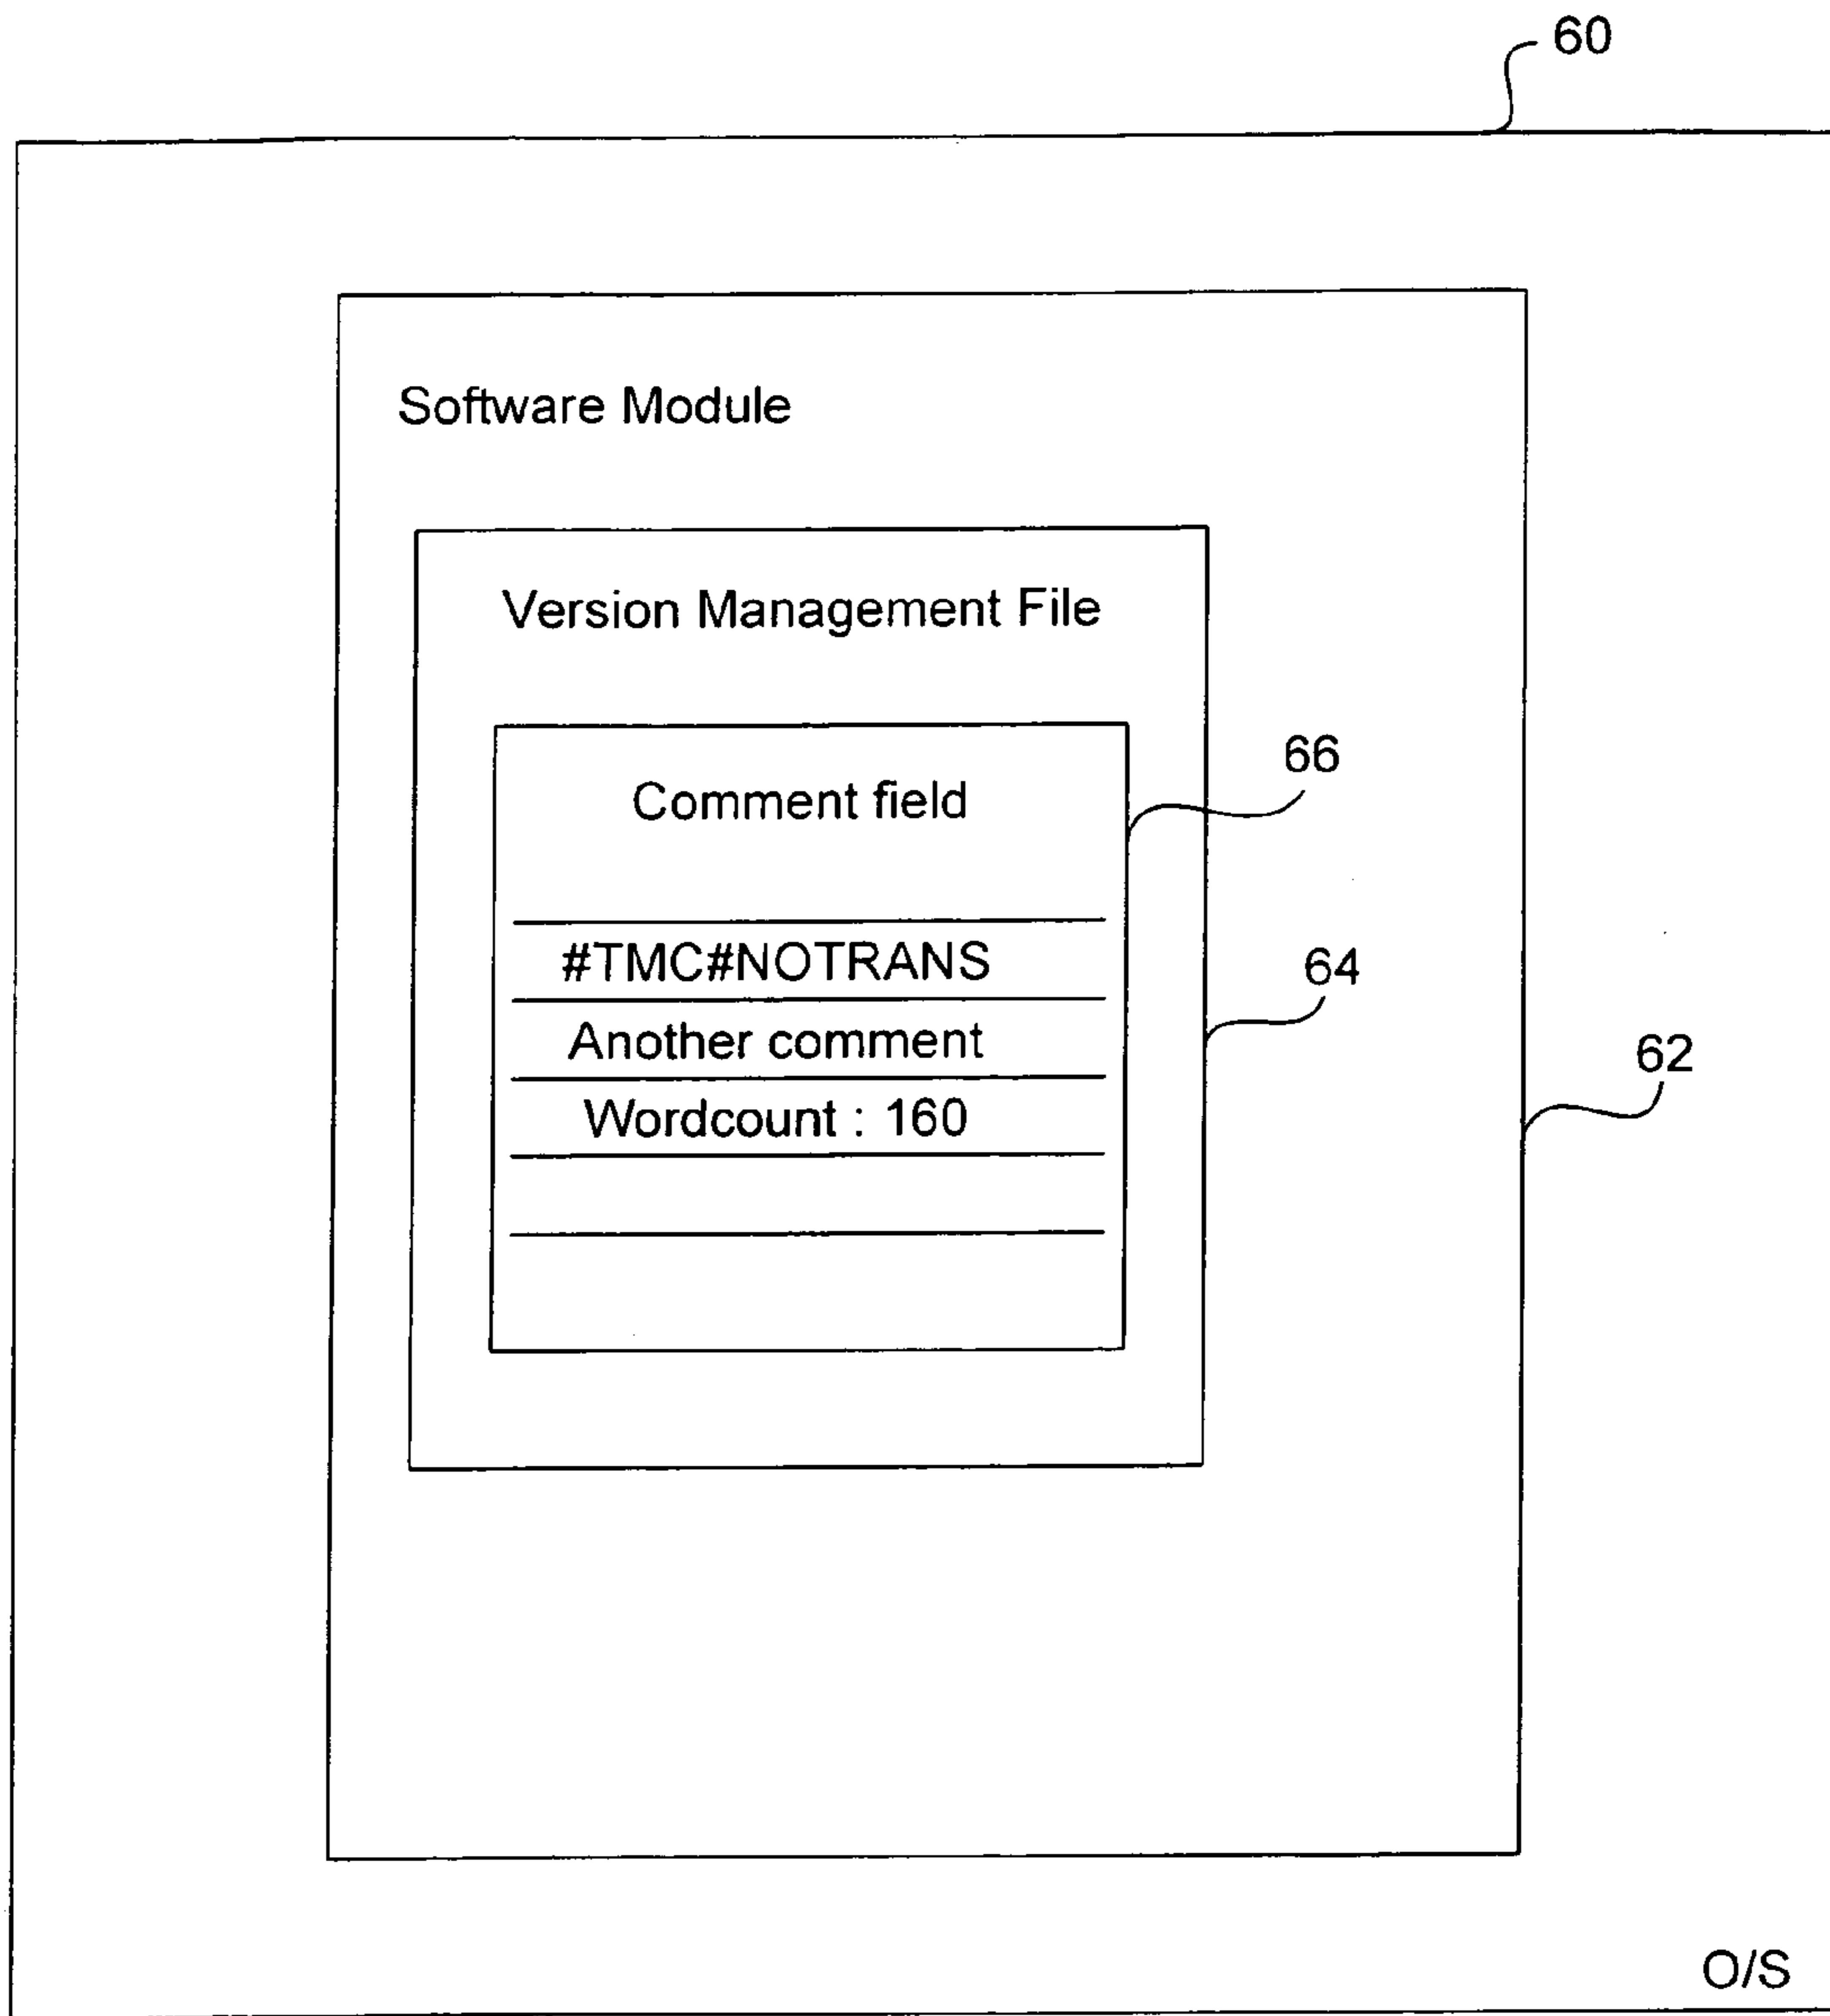 60
Software Module
Version Management File
Comment field
66
#TMC#NOTRANS
64
Another comment
62
Wordcount : 160
O/S